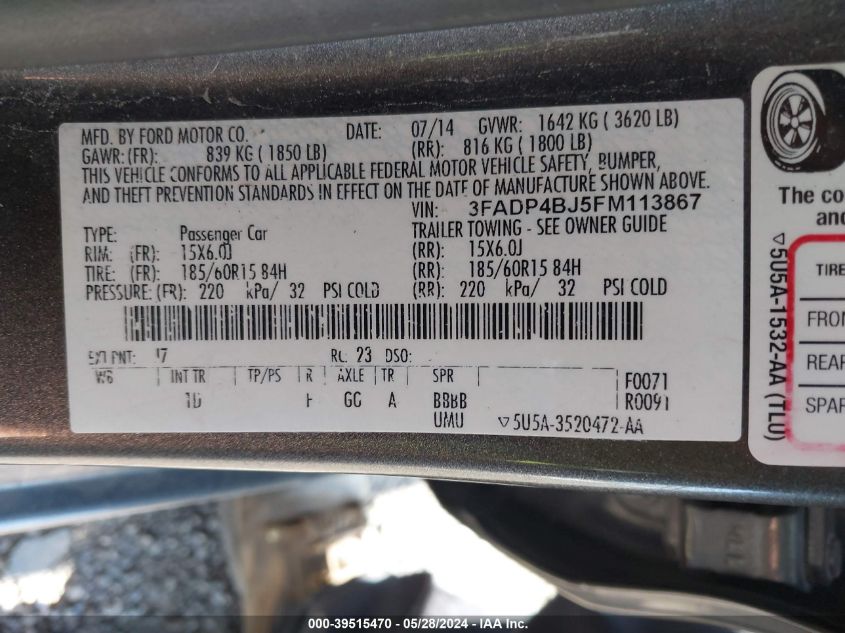 MFD. BY FORD MOTOR CO. DATE: 07/14 GVWR: 1642 KG ( 3620 LB)
GAWR: (FR): 839 KG ( 1850 LB) (RR): 816 KG ( 1800 LB)
THIS VEHICLE CONFORMS TO ALL APPLICABLE FEDERAL MOTOR VEHICLE SAFETY, BUMPER,
AND THEFT PREVENTION STANDARDS IN EFFECT ON THE DATE OF MANUFACTURE SHOWN ABOVE.
VIN: 3FADP4BJ5FM113867
TYPE: Passenger Car TRAILER TOWING - SEE OWNER GUIDE
RIM: (FR): 15X6.0J (RR): 15X6.0J
TIRE: (FR): 185/60R15 84H (RR): 185/60R15 84H
PRESSURE: (FR): 220 kPa/ 32 PSI COLD (RR): 220 kPa/ 32 PSI COLD
EXT PNT: RC: 23 DSO:
WB INT TR TP/PS R AXLE TR SPR F0071
GG A BBBB R0091
UMU ▽5U5A-3520472-AA
The co
and
TIRE
FRON
REAR
SPAR
▽5U5A-1532-AA (TLU)
000-39515470 — 05/28/2024 — IAA Inc.